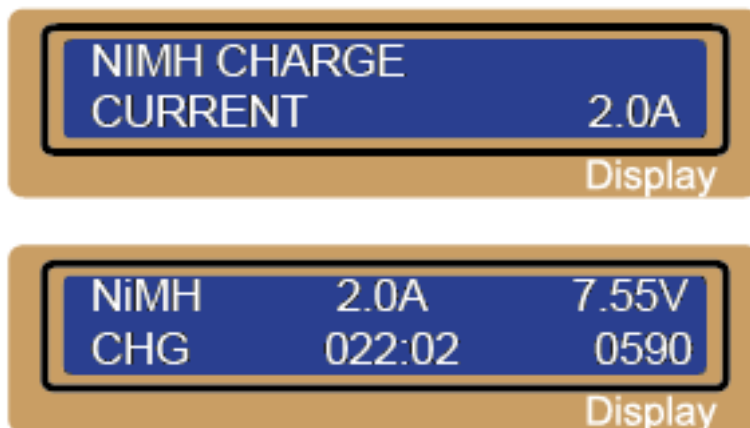 NIMH CHARGE
CURRENT 2.0A
Display
NiMH 2.0A 7.55V
CHG 022:02 0590
Display